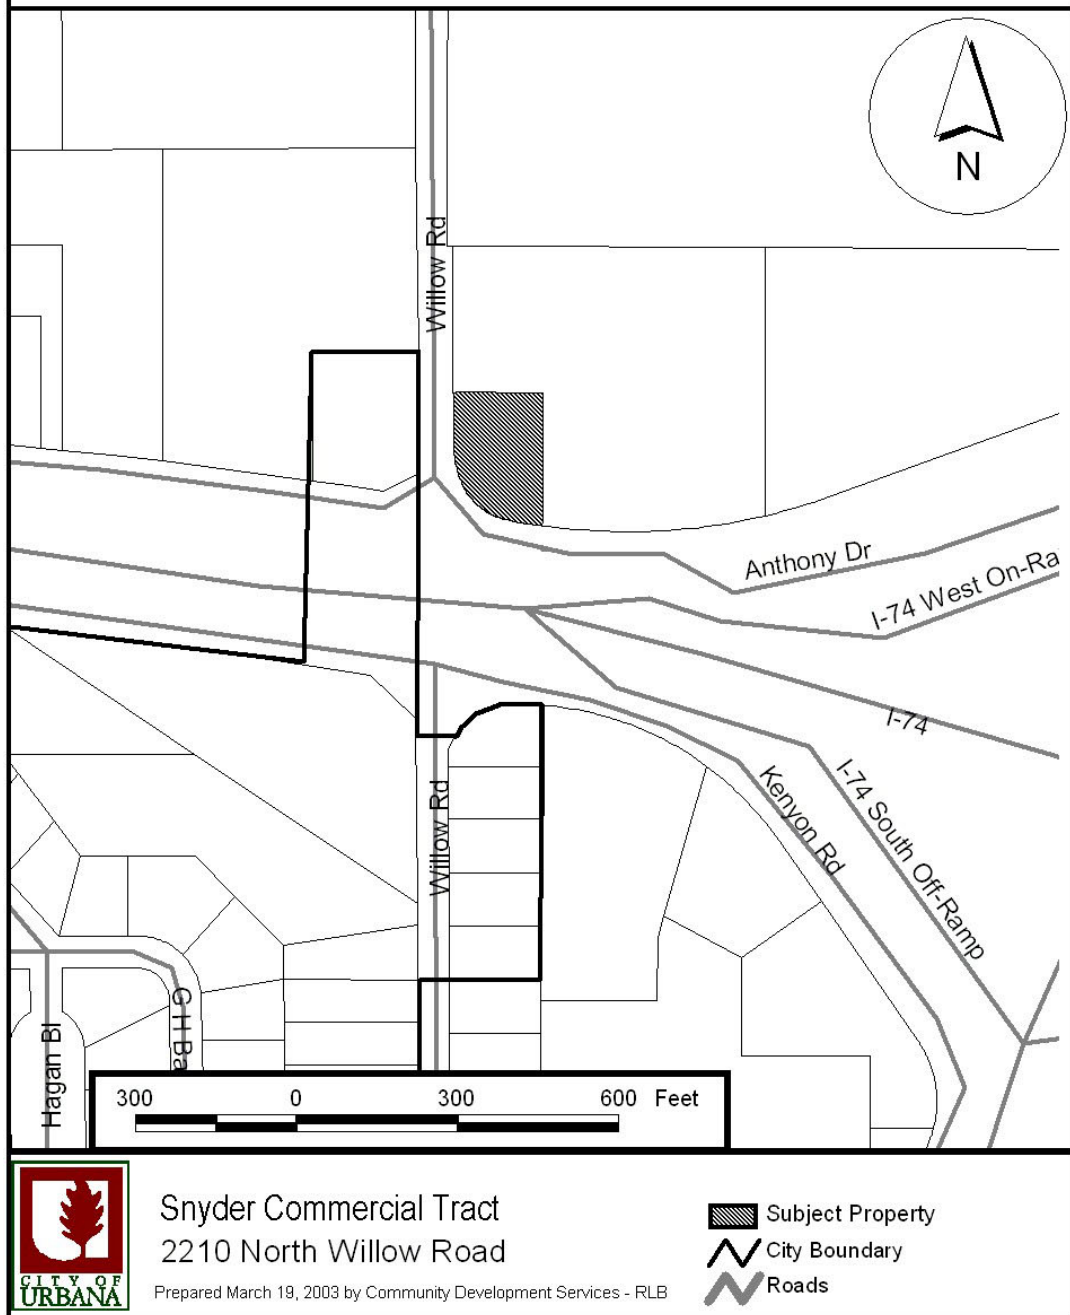 N
Willow Rd
Anthony Dr
I-74 West On-Ra
I-74
I-74 South Off-Ramp
Kenyon Rd
Willow Rd
G H Ba
Hagan Bl
300 0 300 600 Feet
CITY OF
URBANA
Snyder Commercial Tract
2210 North Willow Road
Prepared March 19, 2003 by Community Development Services - RLB
Subject Property
City Boundary
Roads